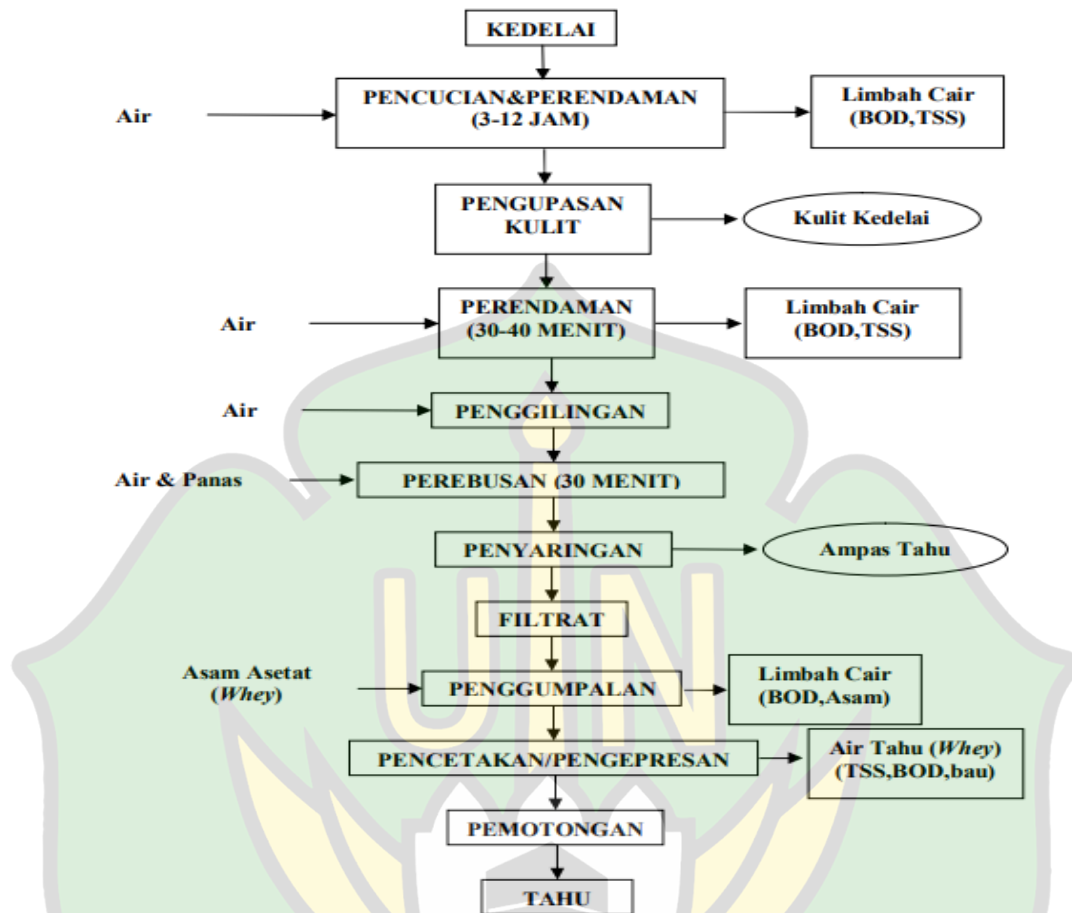 KEDELAI
Air
PENCUCIAN&PERENDAMAN
(3-12 JAM)
Limbah Cair
(BOD,TSS)
PENGUPASAN
KULIT
Kulit Kedelai
Air
PERENDAMAN
(30-40 MENIT)
Limbah Cair
(BOD,TSS)
Air
PENGGILINGAN
Air & Panas
PEREBUSAN (30 MENIT)
PENYARINGAN
Ampas Tahu
FILTRAT
Asam Asetat
(Whey)
PENGGUMPALAN
Limbah Cair
(BOD,Asam)
PENCETAKAN/PENGEPRESAN
Air Tahu (Whey)
(TSS,BOD,bau)
PEMOTONGAN
TAHU
UIN